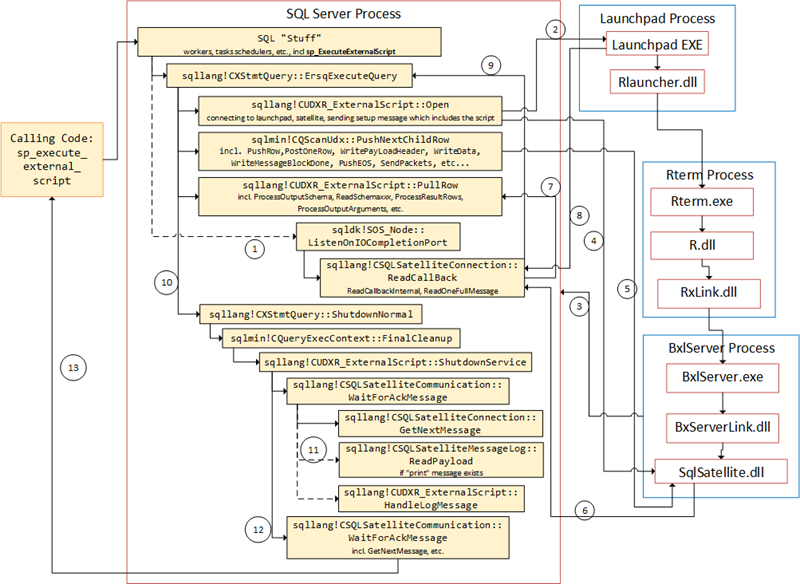 SQL Server Process
SQL "Stuff"
workers, tasks schedulers, etc., incl sp_ExecuteExternalScript
sqllang!CXStmtQuery::ErsqExecuteQuery
sqllang!CUDXR_ExternalScript::Open
connecting to launchpad, satellite, sending setup message which includes the script
sqlmin!CQScanUdx::PushNextChildRow
incl. PushRow,PostOneRow, WritePayLoadHeader, WriteData,
WriteMessageBlockDone, PushEOS, SendPackets, etc...
sqllang!CUDXR_ExternalScript::PullRow
incl. ProcessOutputSchema, ReadSchemaxxx, ProcessResultRows,
ProcessOutputArguments, etc.
sqldk!SOS_Node::
ListenOnIOCompletionPort
sqllang!CSQLSatelliteConnection::
ReadCallBack
ReadCallbackInternal, ReadOneFullMessage
sqllang!CXStmtQuery::ShutdownNormal
sqlmin!CQueryExecContext::FinalCleanup
sqllang!CUDXR_ExternalScript::ShutdownService
sqllang!CSQLSatelliteCommunication::
WaitForAckMessage
sqllang!CSQLSatelliteConnection::
GetNextMessage
sqllang!CSQLSatelliteMessageLog::
ReadPayload
if "print" message exists
sqllang!CUDXR_ExternalScript::
HandleLogMessage
sqllang!CSQLSatelliteCommunication::
WaitForAckMessage
incl. GetNextMessage, etc.
Calling Code:
sp_execute_
external_
script
Launchpad Process
Launchpad EXE
Rlauncher.dll
Rterm Process
Rterm.exe
R.dll
RxLink.dll
BxlServer Process
BxlServer.exe
BxServerLink.dll
SqlSatellite.dll
1
2
3
4
5
6
7
8
9
10
11
12
13